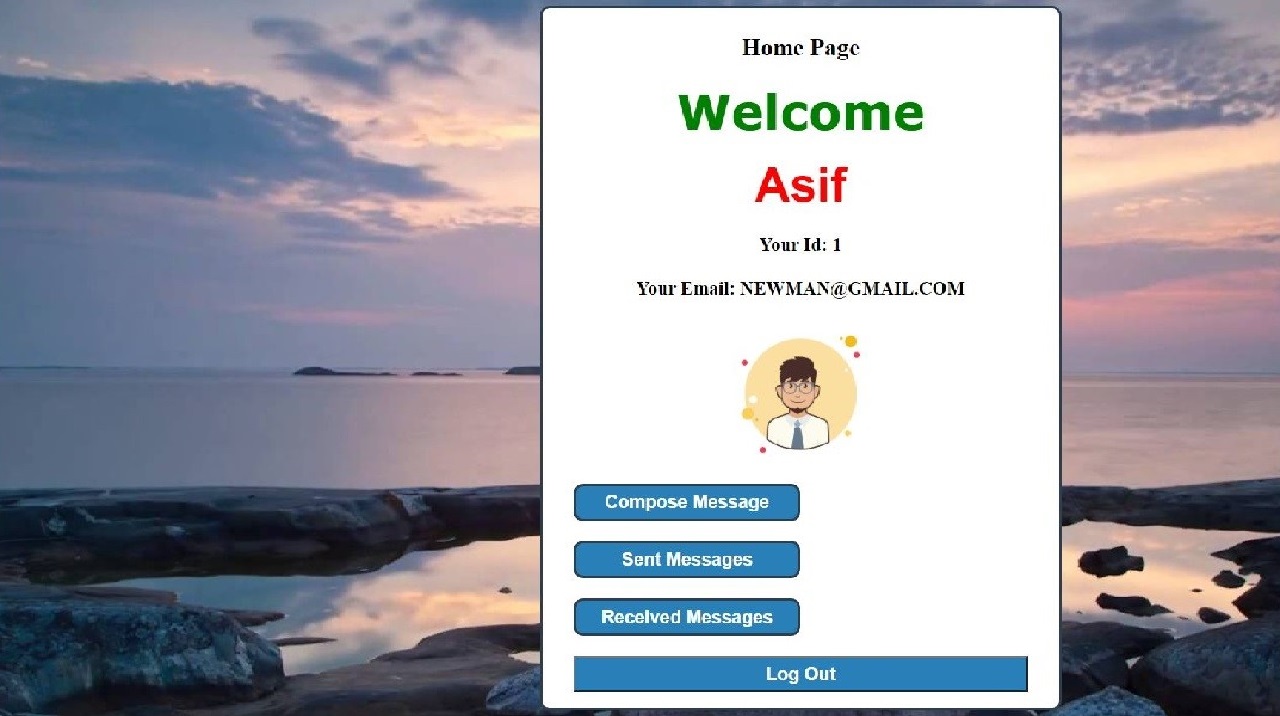 Home Page
Welcome
Asif
Your Id: 1
Your Email: NEWMAN@GMAIL.COM
Compose Message
Sent Messages
Received Messages
Log Out